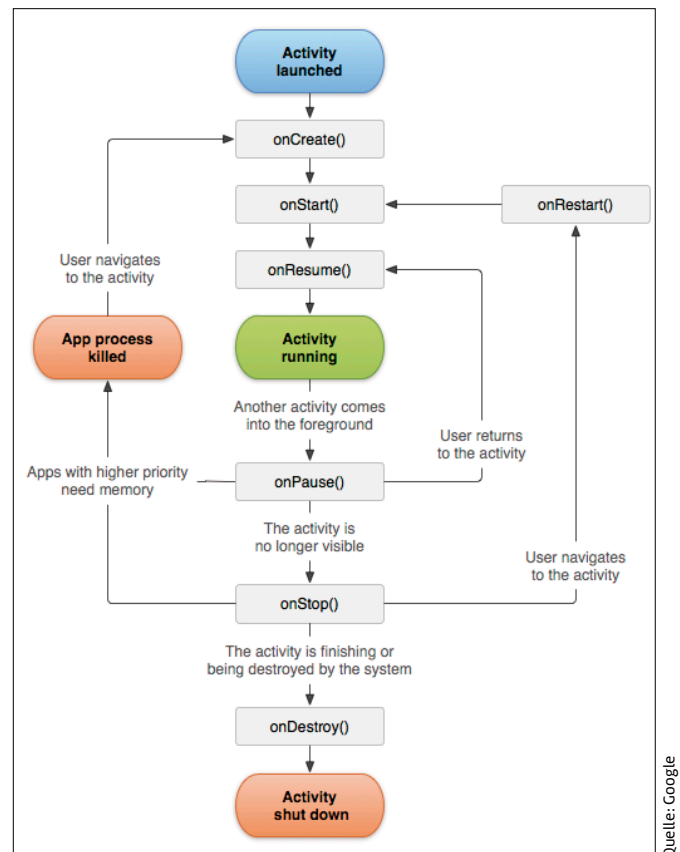 Activity
launched
onCreate()
onStart()
onRestart()
User navigates
to the activity
onResume()
App process
killed
Activity
running
Another activity comes
into the foreground
User returns
to the activity
Apps with higher priority
need memory
onPause()
The activity is
no longer visible
User navigates
to the activity
onStop()
The activity is finishing or
being destroyed by the system
onDestroy()
Activity
shut down
Quelle: Google